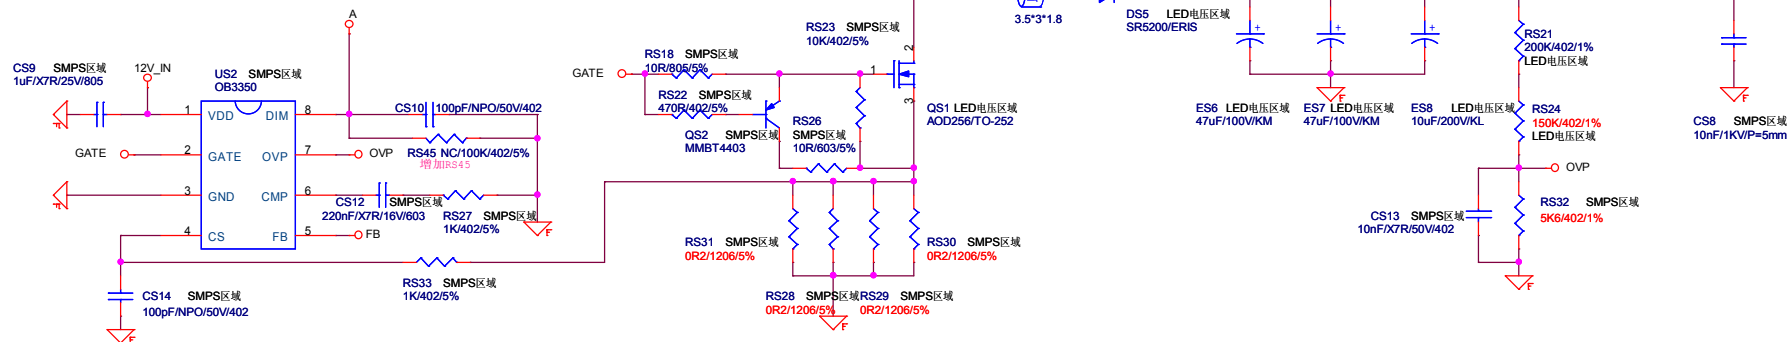 A
CS9 SMPS区域
1uF/X7R/25V/805
12V_IN
US2 SMPS区域
OB3350
1
VDD
DIM
8
CS10
100pF/NPO/50V/402
GATE
2
GATE
OVP
7
OVP
RS45 NC/100K/402/5%
增加RS45
3
GND
CMP
6
CS12 SMPS区域
220nF/X7R/16V/603
RS27 SMPS区域
1K/402/5%
F
F
F
4
CS
FB
5
FB
RS33 SMPS区域
1K/402/5%
CS14 SMPS区域
100pF/NPO/50V/402
F
RS23 SMPS区域
10K/402/5%
GATE
RS18 SMPS区域
10R/805/5%
RS22 SMPS区域
470R/402/5%
QS2 SMPS区域
MMBT4403
RS26
SMPS区域
10R/603/5%
2
1
3
QS1 LED电压区域
AOD256/TO-252
RS31 SMPS区域
0R2/1206/5%
RS30 SMPS区域
0R2/1206/5%
RS28 SMPS区域
0R2/1206/5%
RS29 SMPS区域
0R2/1206/5%
F
3.5*3*1.8
DS5 LED电压区域
SR5200/ERIS
+
+
+
F
ES6 LED电压区域
47uF/100V/KM
ES7 LED电压区域
47uF/100V/KM
ES8 LED电压区域
10uF/200V/KL
RS21
200K/402/1%
LED电压区域
RS24
150K/402/1%
LED电压区域
OVP
CS13 SMPS区域
10nF/X7R/50V/402
RS32 SMPS区域
5K6/402/1%
F
F
CS8 SMPS区域
10nF/1KV/P=5mm